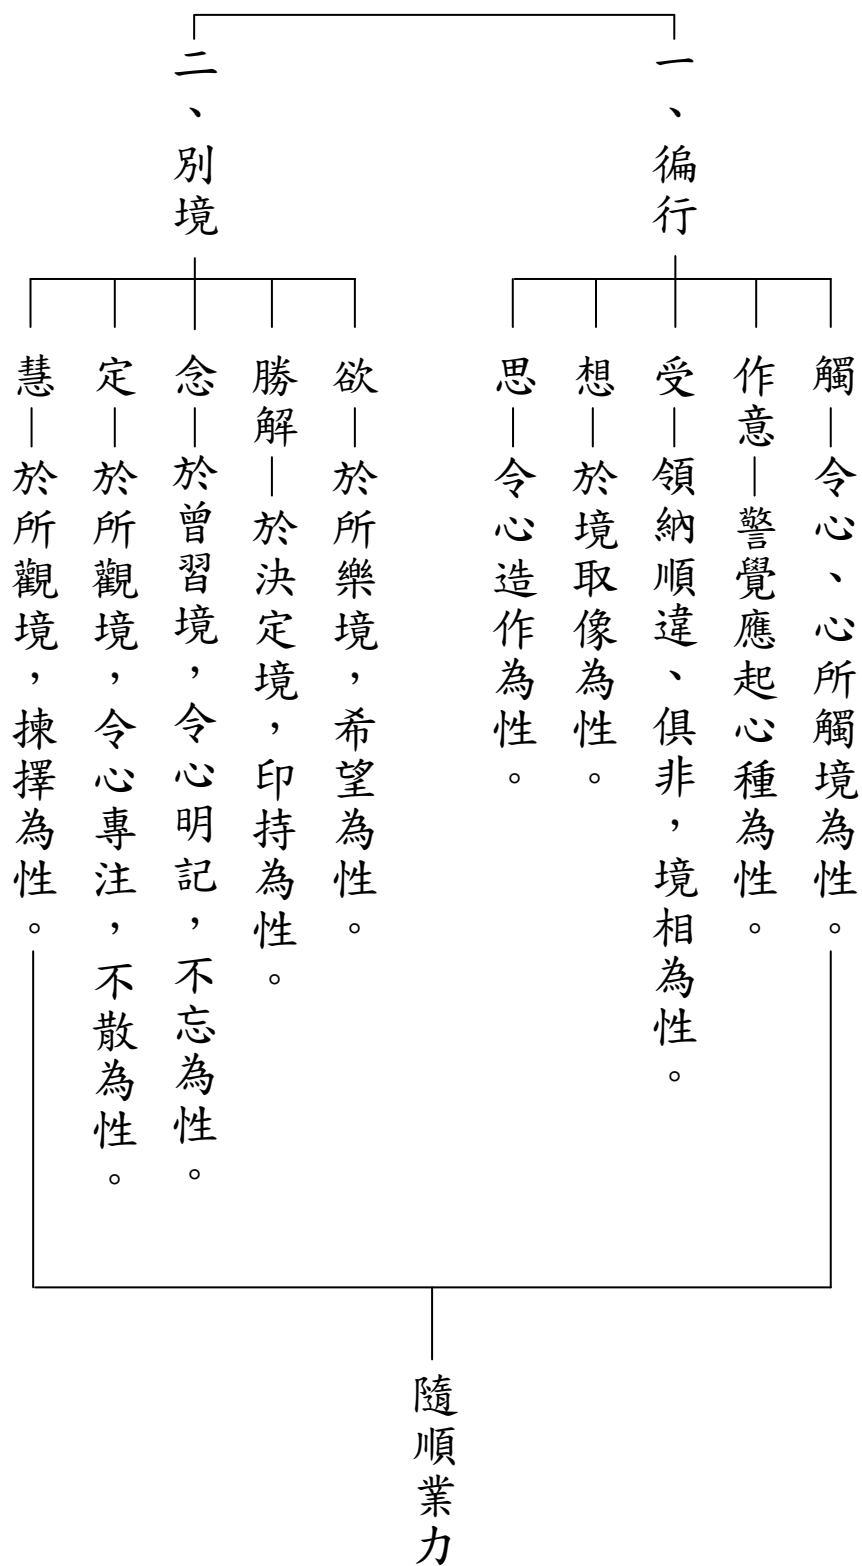 一、徧行
觸—令心、心所觸境為性。
作意—警覺應起心種為性。
受—領納順違、俱非，境相為性。
想—於境取像為性。
思—令心造作為性。
二、別境
欲—於所樂境，希望為性。
勝解—於決定境，印持為性。
念—於曾習境，令心明記，不忘為性。
定—於所觀境，令心專注，不散為性。
慧—於所觀境，揀擇為性。
隨順業力